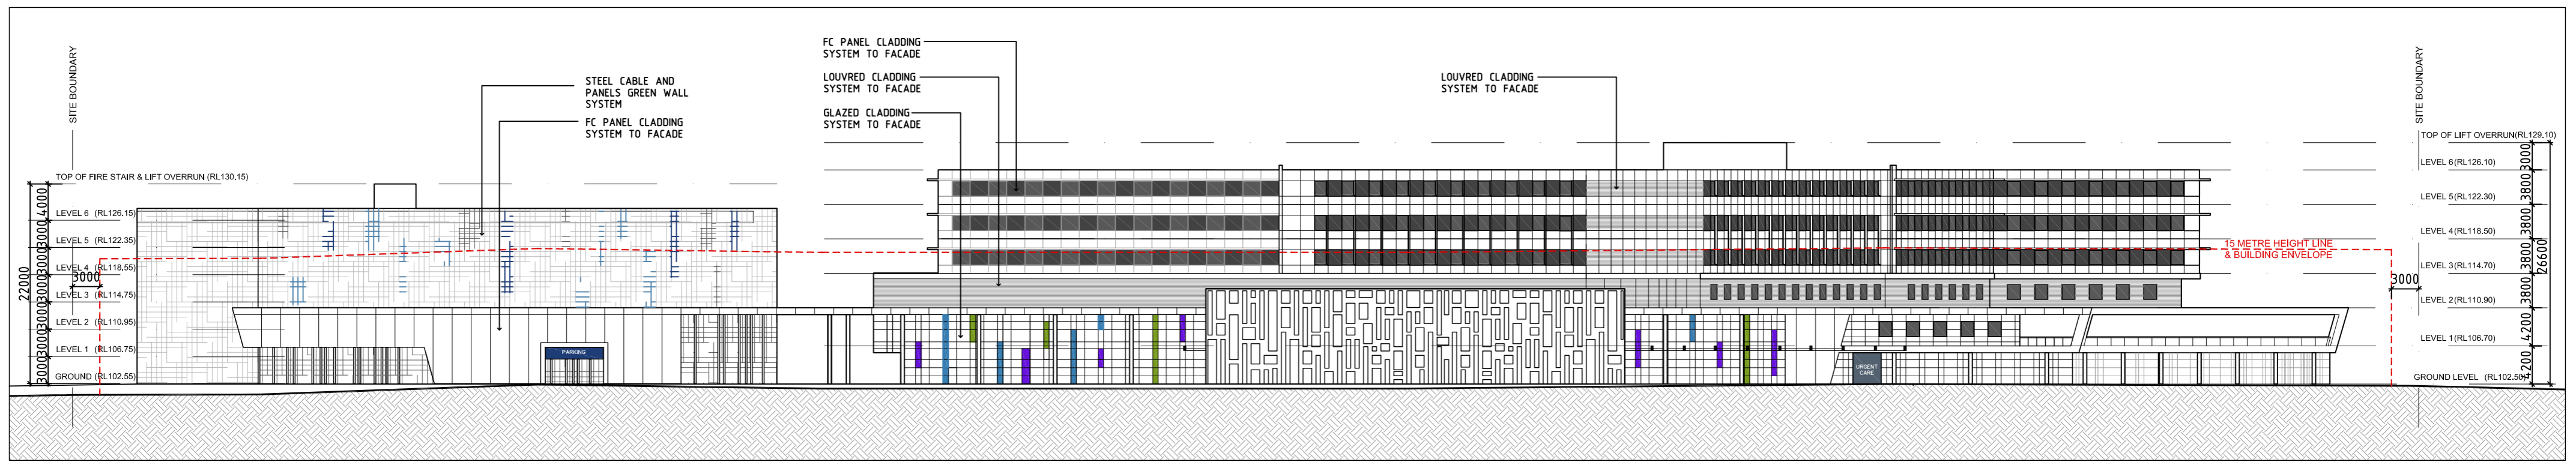 SITE BOUNDARY
TOP OF FIRE STAIR & LIFT OVERRUN (RL130.15)
LEVEL 6 (RL126.15)
LEVEL 5 (RL122.35)
LEVEL 4 (RL118.55)
LEVEL 3 (RL114.75)
LEVEL 2 (RL110.95)
LEVEL 1 (RL106.75)
GROUND (RL102.55)
22000
4000
3000
3000
3000
3000
3000
3000
3000
STEEL CABLE AND
PANELS GREEN WALL
SYSTEM
FC PANEL CLADDING
SYSTEM TO FACADE
PARKING
FC PANEL CLADDING
SYSTEM TO FACADE
LOUVRED CLADDING
SYSTEM TO FACADE
GLAZED CLADDING
SYSTEM TO FACADE
LOUVRED CLADDING
SYSTEM TO FACADE
URGENT
CARE
15 METRE HEIGHT LINE
& BUILDING ENVELOPE
3000
SITE BOUNDARY
TOP OF LIFT OVERRUN(RL129.10)
LEVEL 6(RL126.10)
LEVEL 5(RL122.30)
LEVEL 4(RL118.50)
LEVEL 3(RL114.70)
LEVEL 2(RL110.90)
LEVEL 1(RL106.70)
GROUND LEVEL (RL102.50)
3000
3800
3800
3800
3800
4200
4200
26600